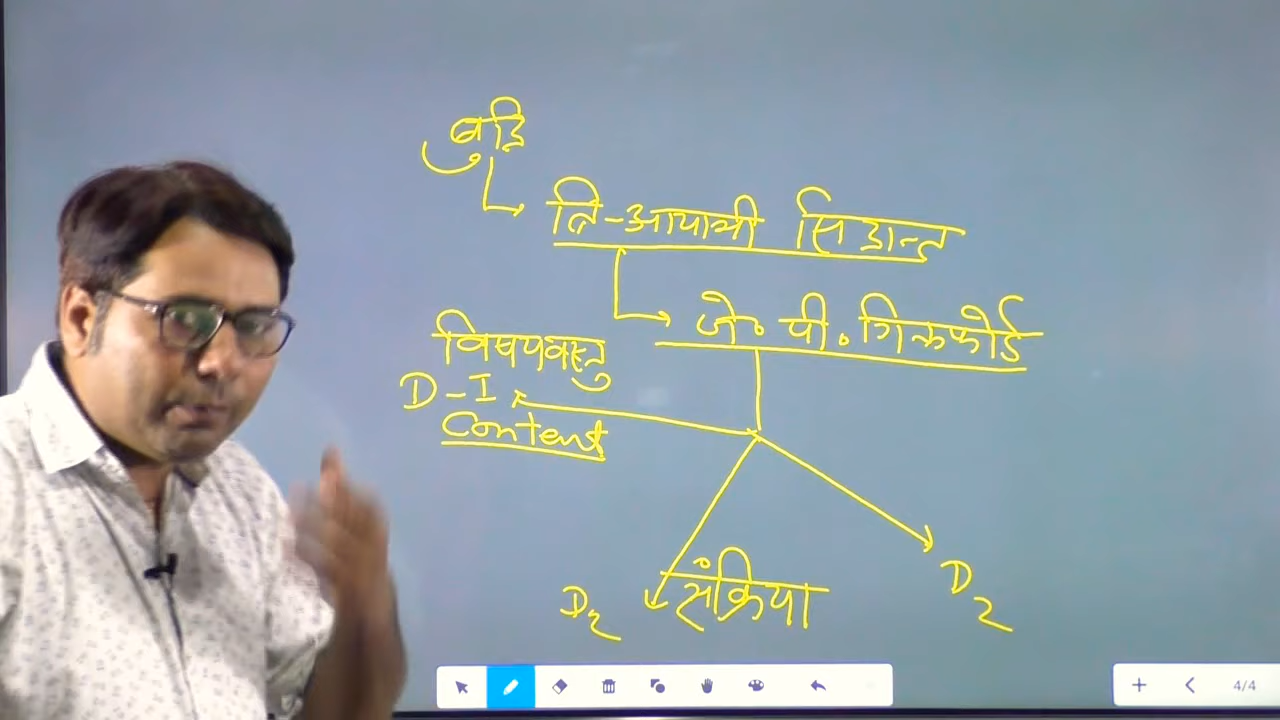 बुद्धि
त्रि-आयामी सिद्धान्त
जे. पी. गिलफोर्ड
विषयवस्तु
D-I
Content
D2 संक्रिया
D2
4/4